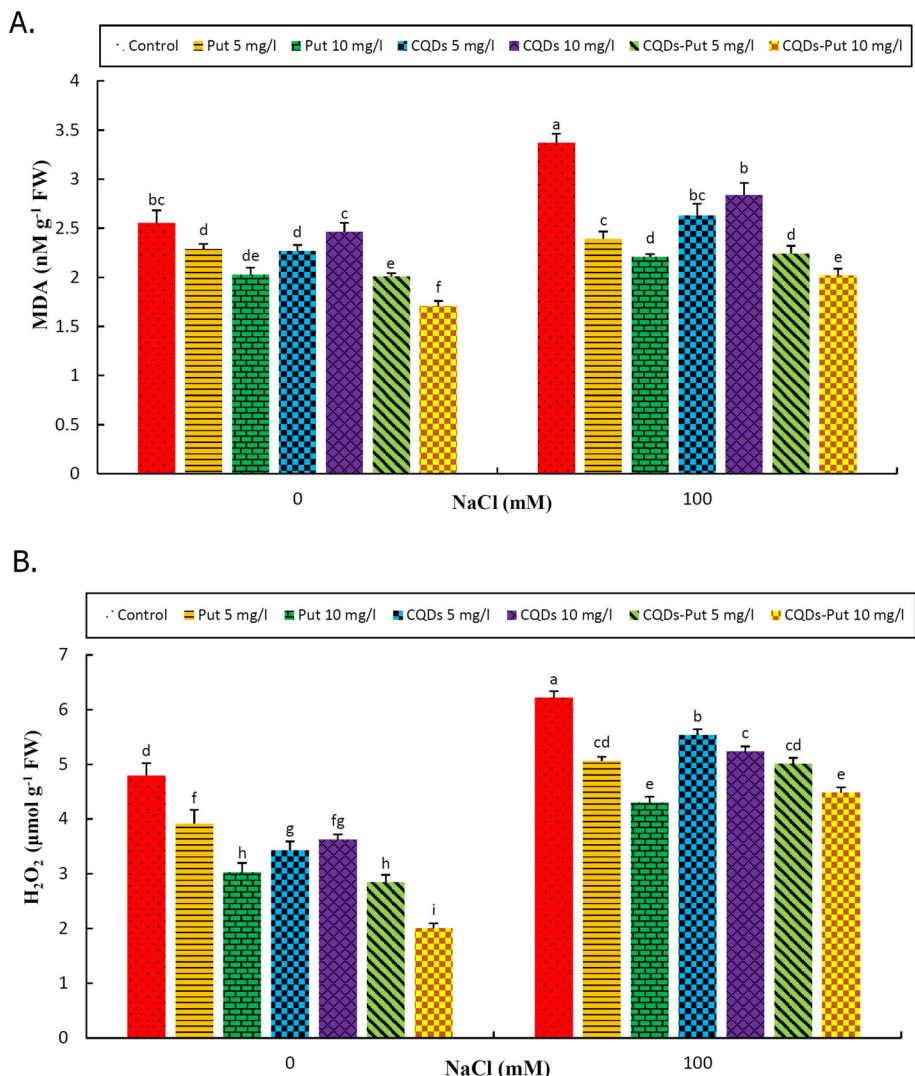 A.
Control Put 5 mg/l Put 10 mg/l CQDs 5 mg/l CQDs 10 mg/l CQDs-Put 5 mg/l CQDs-Put 10 mg/l
MDA (nM g⁻¹ FW)
4
3.5
3
2.5
2
1.5
1
0.5
0
bc d de d c e f
a c d bc b d e
0 100
NaCl (mM)
B.
Control Put 5 mg/l Put 10 mg/l CQDs 5 mg/l CQDs 10 mg/l CQDs-Put 5 mg/l CQDs-Put 10 mg/l
H₂O₂ (µmol g⁻¹ FW)
7
6
5
4
3
2
1
0
d f h g fg h i
a cd e b c cd e
0 100
NaCl (mM)